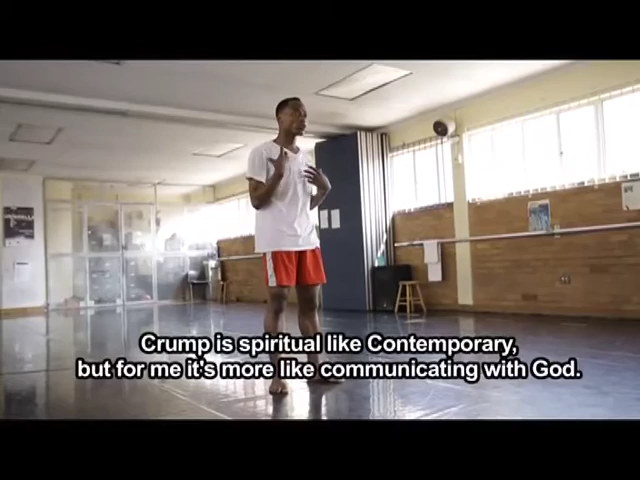 Crump is spiritual like Contemporary,
but for me it's more like communicating with God.